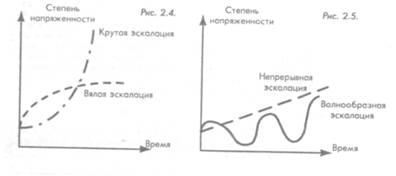 Степень
напряженности
Рис. 2.4.
Крутая эскалация
Вялая эскалация
Время
Степень
напряженности
Рис. 2.5.
Непрерывная
эскалация
Волнообразная
эскалация
Время